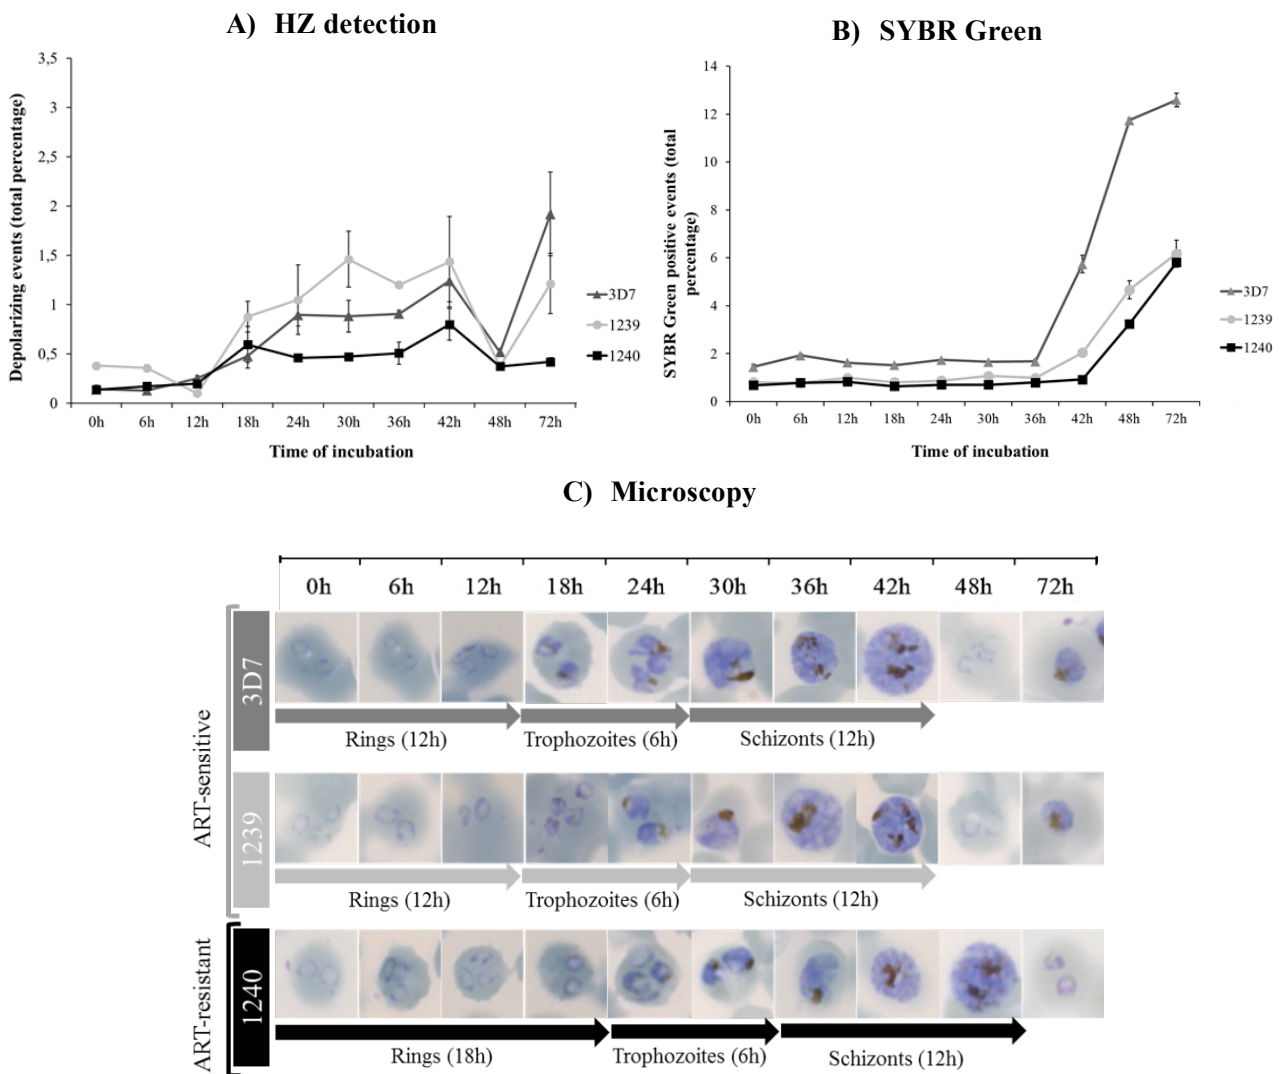 A) HZ detection
Depolarizing events (total percentage)
3,5
3
2,5
2
1,5
1
0,5
0
0h 6h 12h 18h 24h 30h 36h 42h 48h 72h
Time of incubation
3D7
1239
1240
B) SYBR Green
SYBR Green positive events (total
percentage)
14
12
10
8
6
4
2
0
0h 6h 12h 18h 24h 30h 36h 42h 48h 72h
Time of incubation
3D7
1239
1240
C) Microscopy
0h 6h 12h 18h 24h 30h 36h 42h 48h 72h
ART-sensitive
3D7
Rings (12h) Trophozoites (6h) Schizonts (12h)
1239
Rings (12h) Trophozoites (6h) Schizonts (12h)
ART-resistant
1240
Rings (18h) Trophozoites (6h) Schizonts (12h)